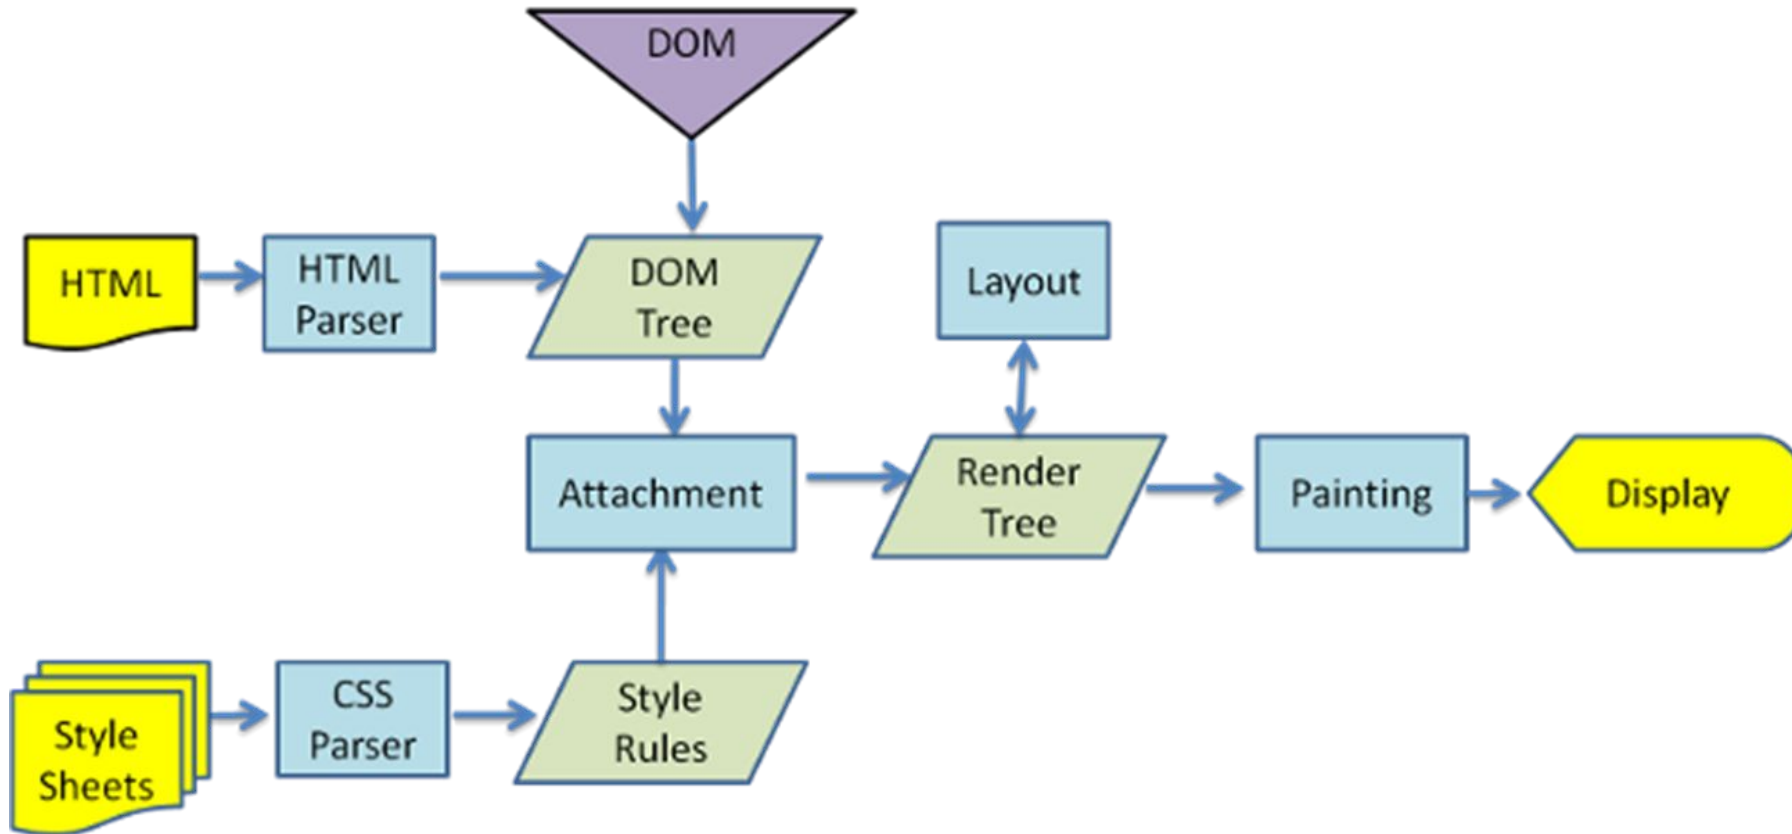 DOM
HTML
HTML
Parser
DOM
Tree
Layout
Attachment
Render
Tree
Painting
Display
Style
Sheets
CSS
Parser
Style
Rules